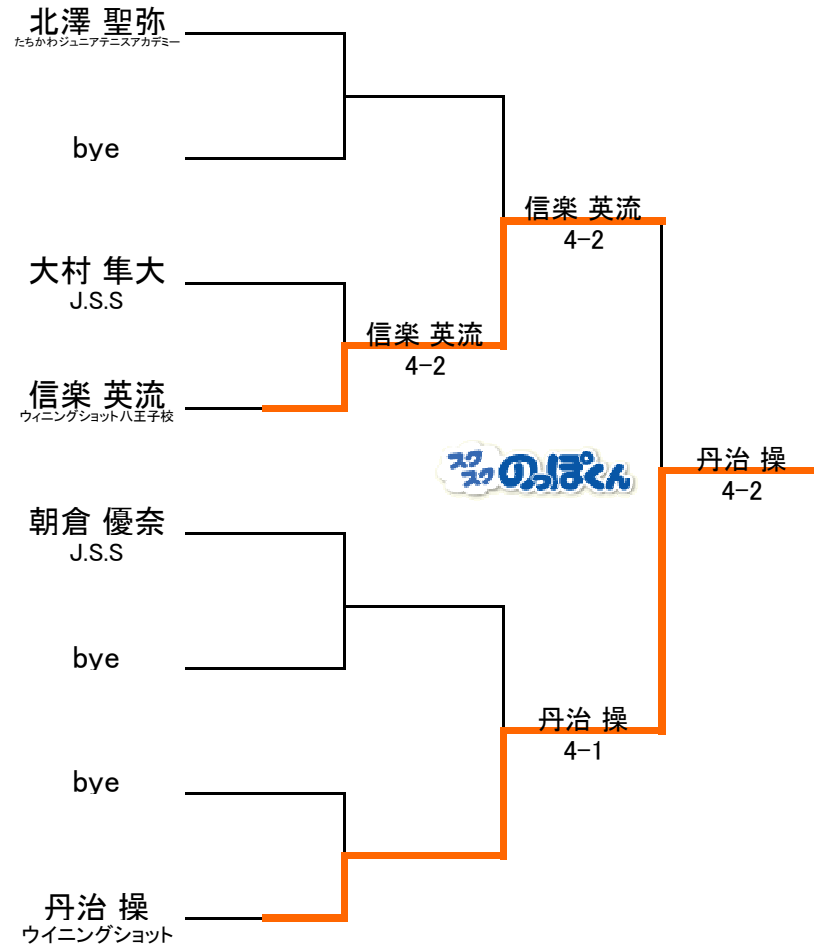 北澤 聖弥
たちかわジュニアテニスアカデミー
bye
信楽 英流
4-2
大村 隼大
J.S.S
信楽 英流
4-2
信楽 英流
ウィニングショット八王子校
スク
スク のっぽくん
丹治 操
4-2
朝倉 優奈
J.S.S
bye
丹治 操
4-1
bye
丹治 操
ウイニングショット